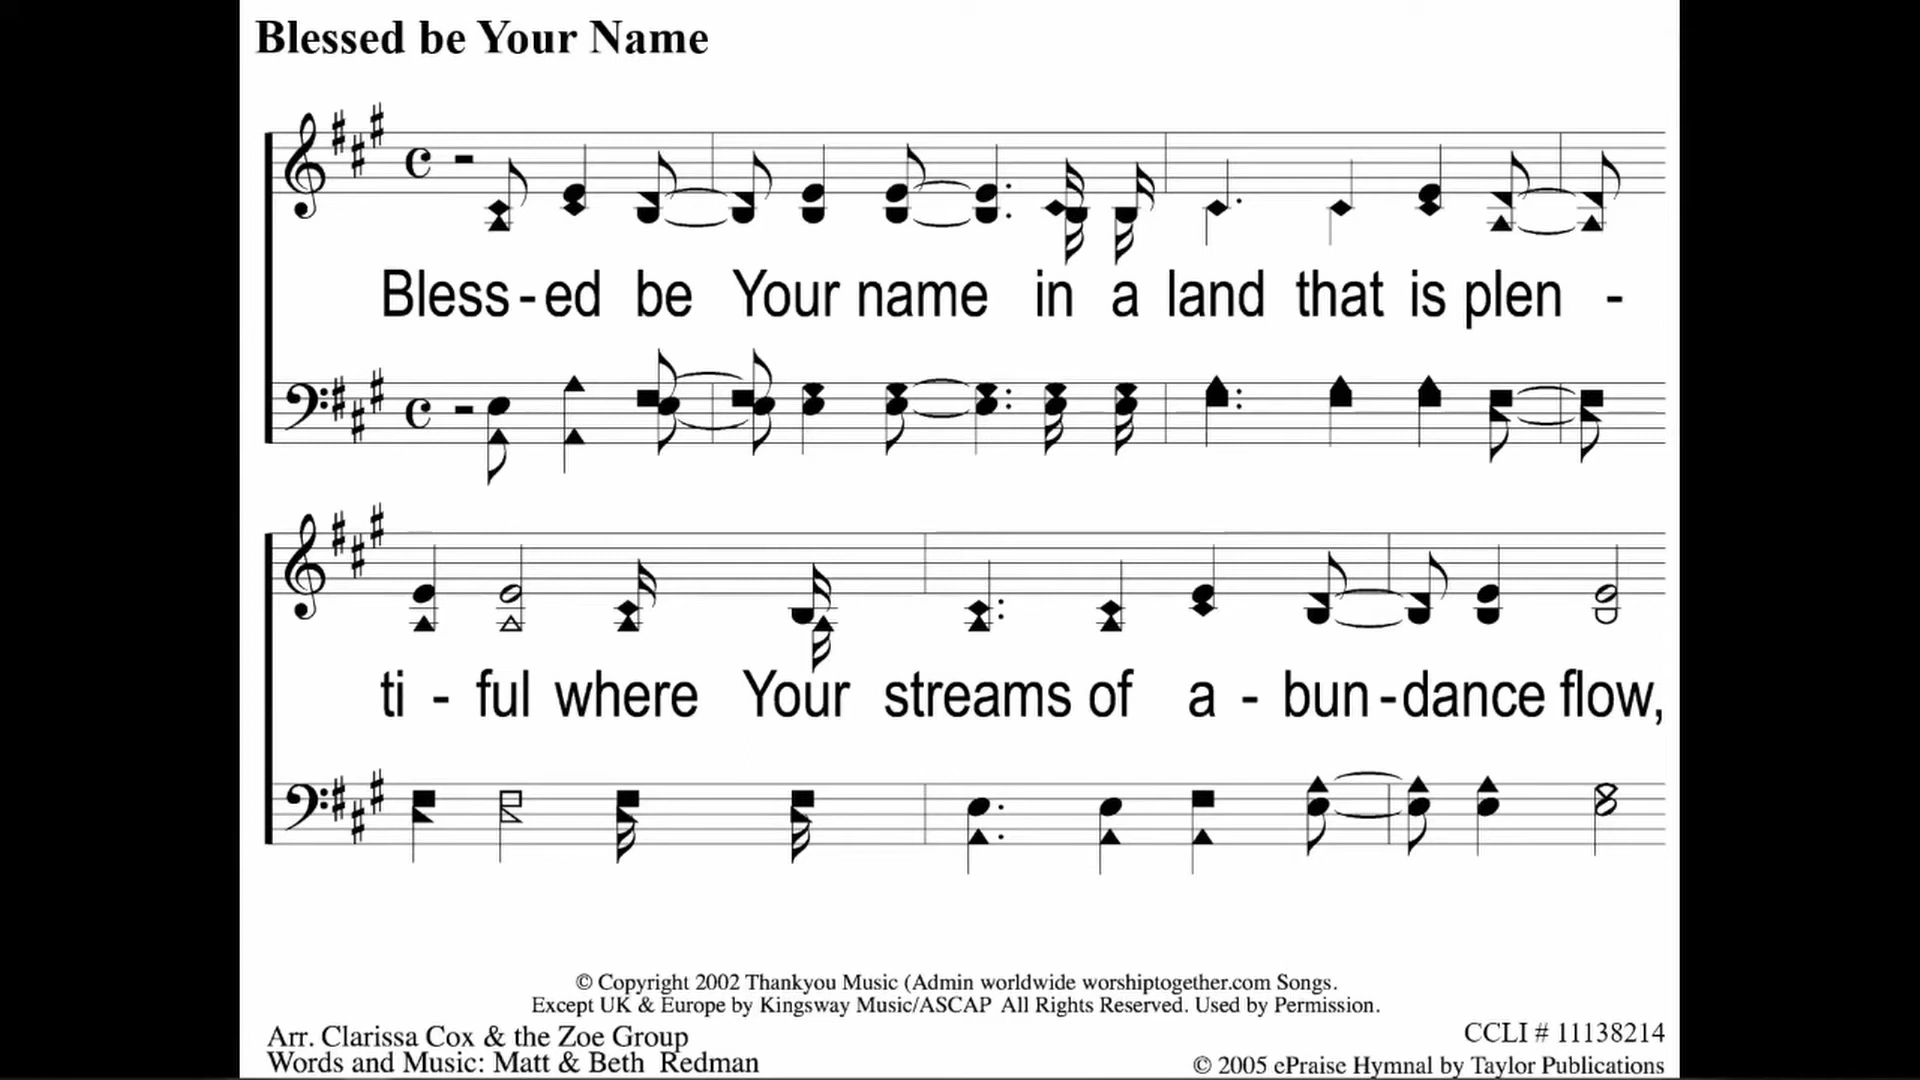 Blessed be Your Name
Bless - ed be Your name in a land that is plen -
ti - ful where Your streams of a - bun - dance flow,
© Copyright 2002 Thankyou Music (Admin worldwide worshiptogether.com Songs.
Except UK & Europe by Kingsway Music/ASCAP All Rights Reserved. Used by Permission.
Arr. Clarissa Cox & the Zoe Group
Words and Music: Matt & Beth Redman
CCLI # 11138214
© 2005 ePraise Hymnal by Taylor Publications